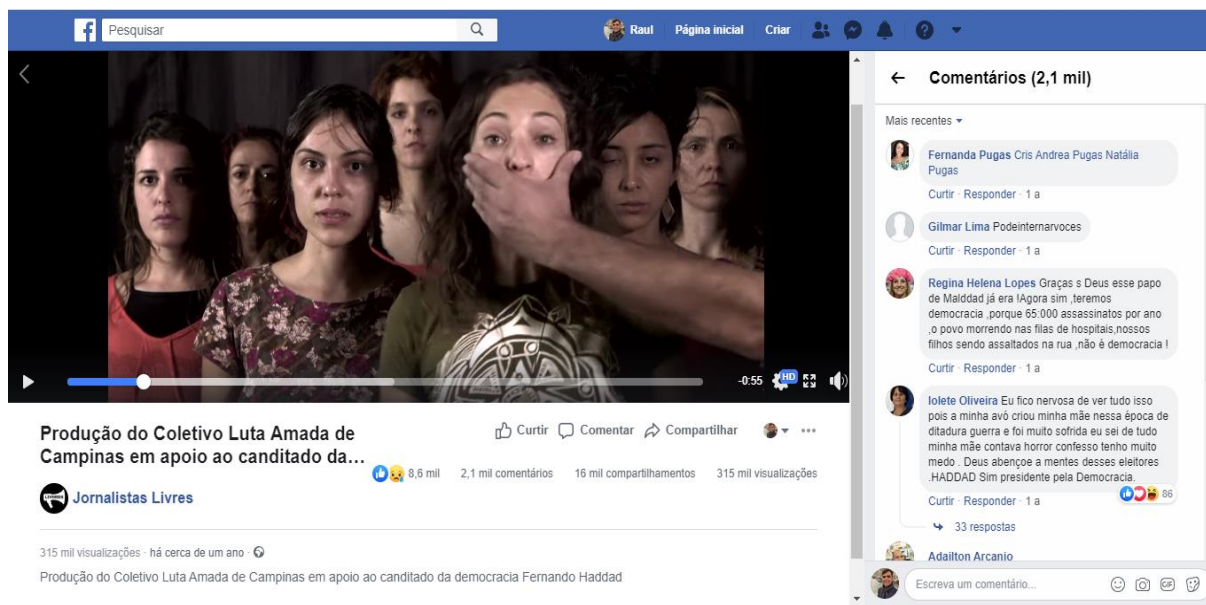 Pesquisar
Raul Página inicial Criar
-0:55 HD
Produção do Coletivo Luta Amada de
Campinas em apoio ao canditado da...
Curtir Comentar Compartilhar
8,6 mil 2,1 mil comentários 16 mil compartilhamentos 315 mil visualizações
Jornalistas Livres
315 mil visualizações · há cerca de um ano ·
Produção do Coletivo Luta Amada de Campinas em apoio ao canditado da democracia Fernando Haddad
Comentários (2,1 mil)
Mais recentes
Fernanda Pugas Cris Andrea Pugas Natália
Pugas
Curtir · Responder · 1 a
Gilmar Lima Podeinternarvoces
Curtir · Responder · 1 a
Regina Helena Lopes Graças s Deus esse papo
de Malddad já era !Agora sim ,teremos
democracia ,porque 65:000 assassinatos por ano
,o povo morrendo nas filas de hospitais,nossos
filhos sendo assaltados na rua ,não é democracia !
Curtir · Responder · 1 a
Iolete Oliveira Eu fico nervosa de ver tudo isso
pois a minha avó criou minha mãe nessa época de
ditadura guerra e foi muito sofrida eu sei de tudo
minha mãe contava horror confesso tenho muito
medo . Deus abençoe a mentes desses eleitores
.HADDAD Sim presidente pela Democracia.
86
Curtir · Responder · 1 a
33 respostas
Adailton Arcanio
Escreva um comentário...
GIF